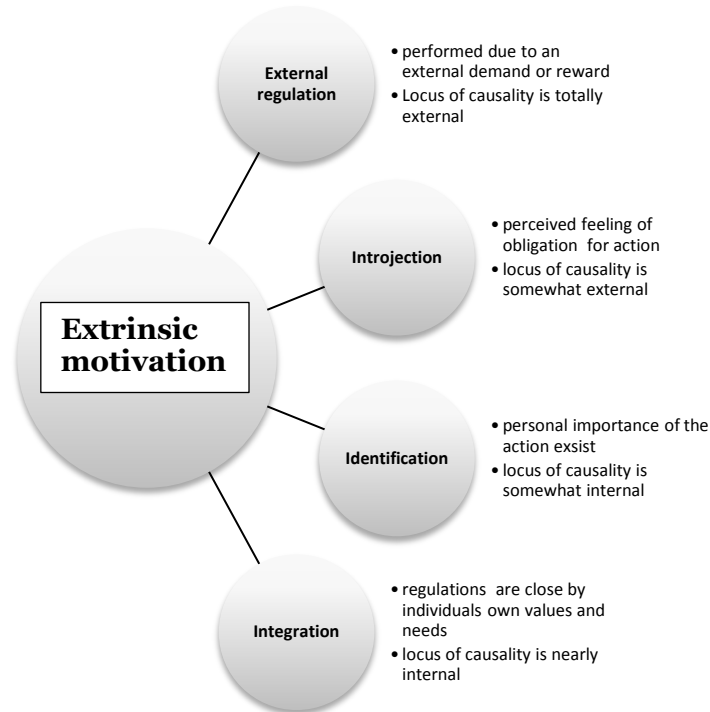 External
regulation
• performed due to an
external demand or reward
• Locus of causality is totally
external
Introjection
• perceived feeling of
obligation for action
• locus of causality is
somewhat external
Extrinsic
motivation
Identification
• personal importance of the
action exsist
• locus of causality is
somewhat internal
Integration
• regulations are close by
individuals own values and
needs
• locus of causality is nearly
internal